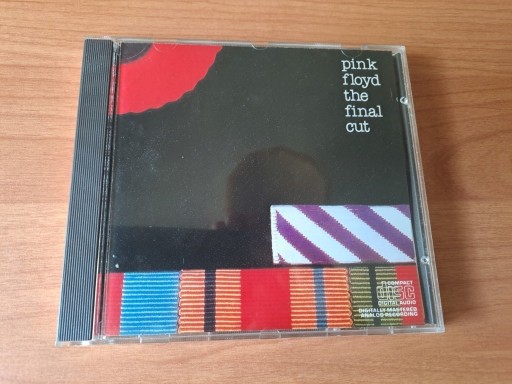 pink
floyd the
final
cut
COMPACT
disc
DIGITAL AUDIO
DIGITALLY MASTERED
ANALOG RECORDING